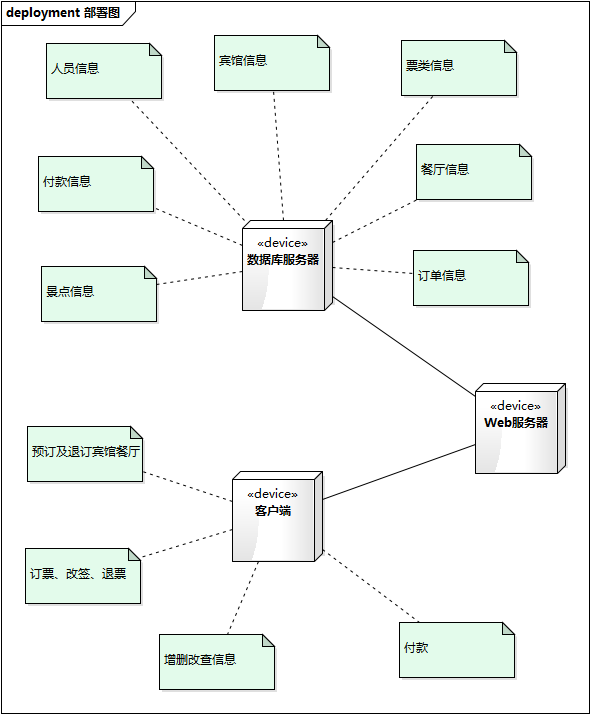 deployment 部署图
人员信息
宾馆信息
票类信息
付款信息
餐厅信息
景点信息
«device»
数据库服务器
订单信息
«device»
Web服务器
预订及退订宾馆餐厅
«device»
客户端
订票、改签、退票
增删改查信息
付款